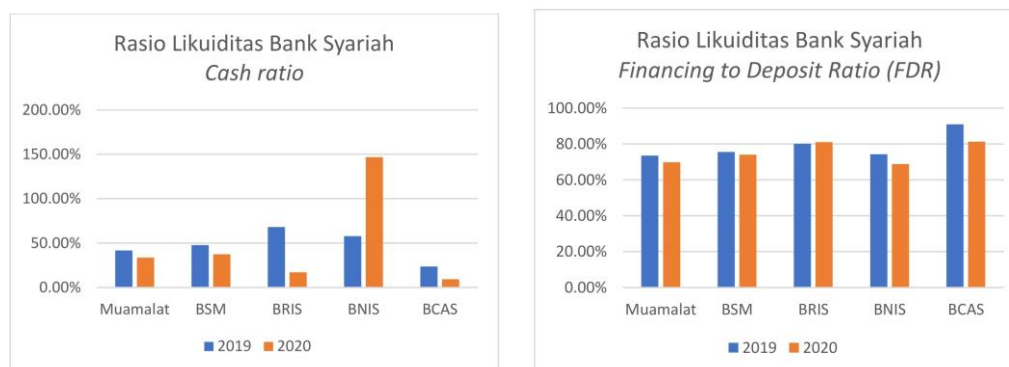 Rasio Likuiditas Bank Syariah
Cash ratio
200.00%
150.00%
100.00%
50.00%
0.00%
Muamalat BSM BRIS BNIS BCAS
2019 2020
Rasio Likuiditas Bank Syariah
Financing to Deposit Ratio (FDR)
100.00%
80.00%
60.00%
40.00%
20.00%
0.00%
Muamalat BSM BRIS BNIS BCAS
2019 2020